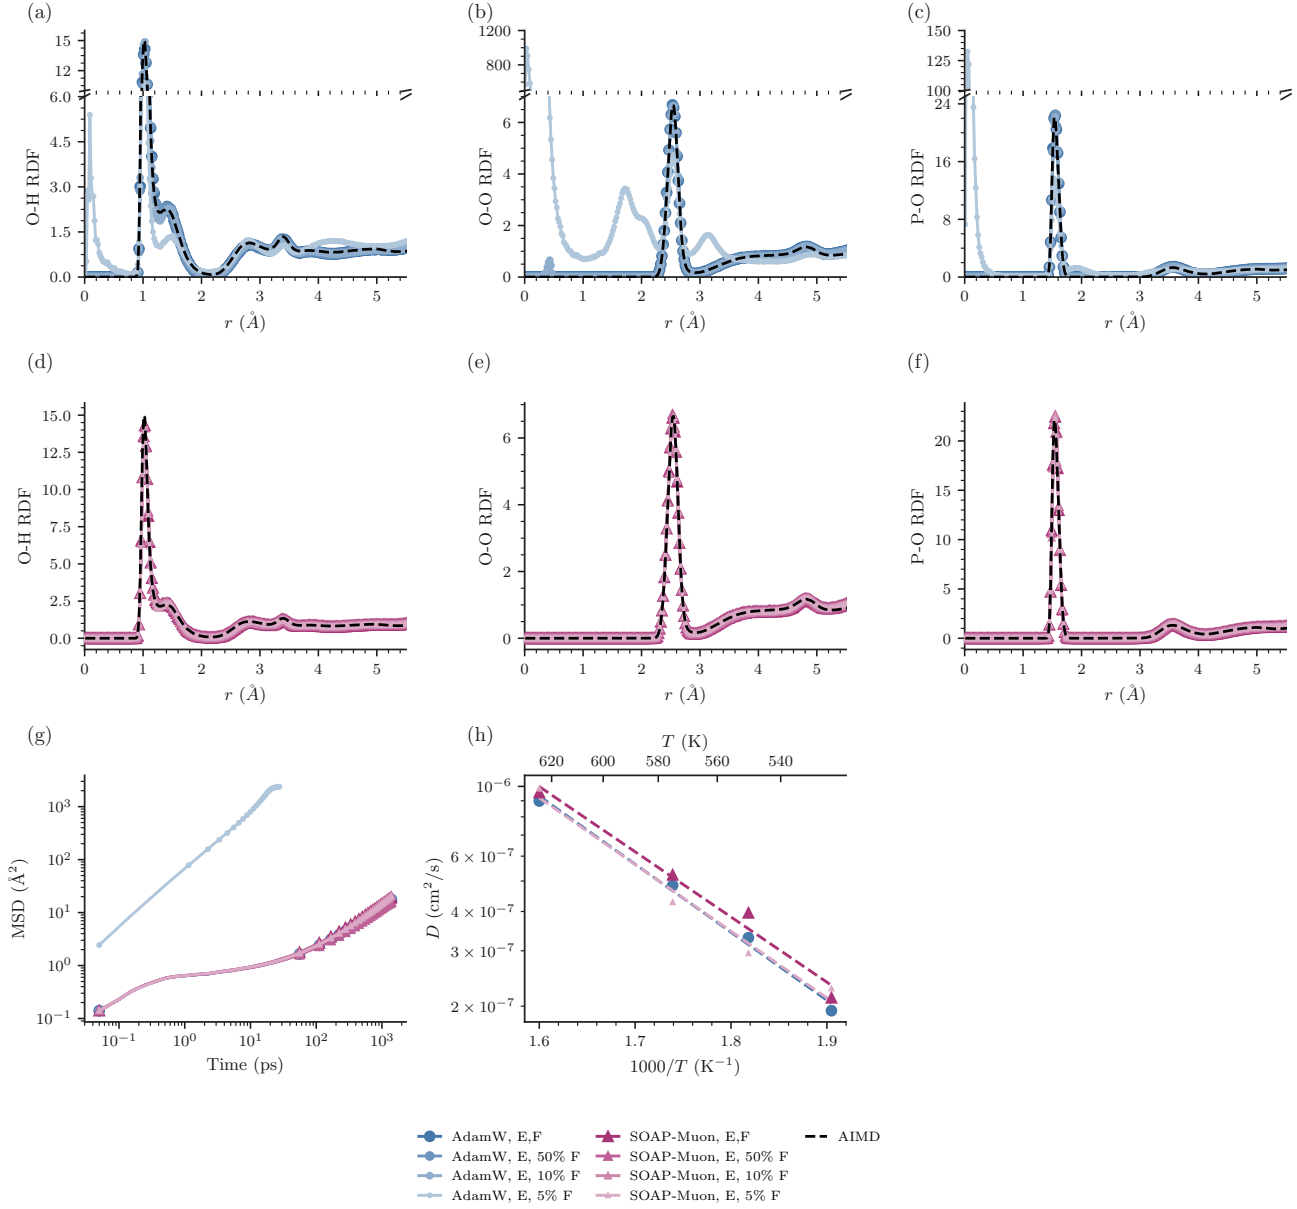 (a)
15
12
6.0
4.5
3.0
1.5
0.0
O-H RDF
0 1 2 3 4 5
r (Å)
(b)
1200
800
6
4
2
0
O-O RDF
0 1 2 3 4 5
r (Å)
(c)
150
125
100
24
16
8
0
P-O RDF
0 1 2 3 4 5
r (Å)
(d)
15.0
12.5
10.0
7.5
5.0
2.5
0.0
O-H RDF
0 1 2 3 4 5
r (Å)
(e)
6
4
2
0
O-O RDF
0 1 2 3 4 5
r (Å)
(f)
20
15
10
5
0
P-O RDF
0 1 2 3 4 5
r (Å)
(g)
10³
10²
10¹
10⁰
10⁻¹
MSD (Å²)
10⁻¹ 10⁰ 10¹ 10² 10³
Time (ps)
(h)
T (K)
620 600 580 560 540
10⁻⁶
6 × 10⁻⁷
4 × 10⁻⁷
3 × 10⁻⁷
2 × 10⁻⁷
D (cm²/s)
1.6 1.7 1.8 1.9
1000/T (K⁻¹)
AdamW, E,F
AdamW, E, 50% F
AdamW, E, 10% F
AdamW, E, 5% F
SOAP-Muon, E,F
SOAP-Muon, E, 50% F
SOAP-Muon, E, 10% F
SOAP-Muon, E, 5% F
AIMD